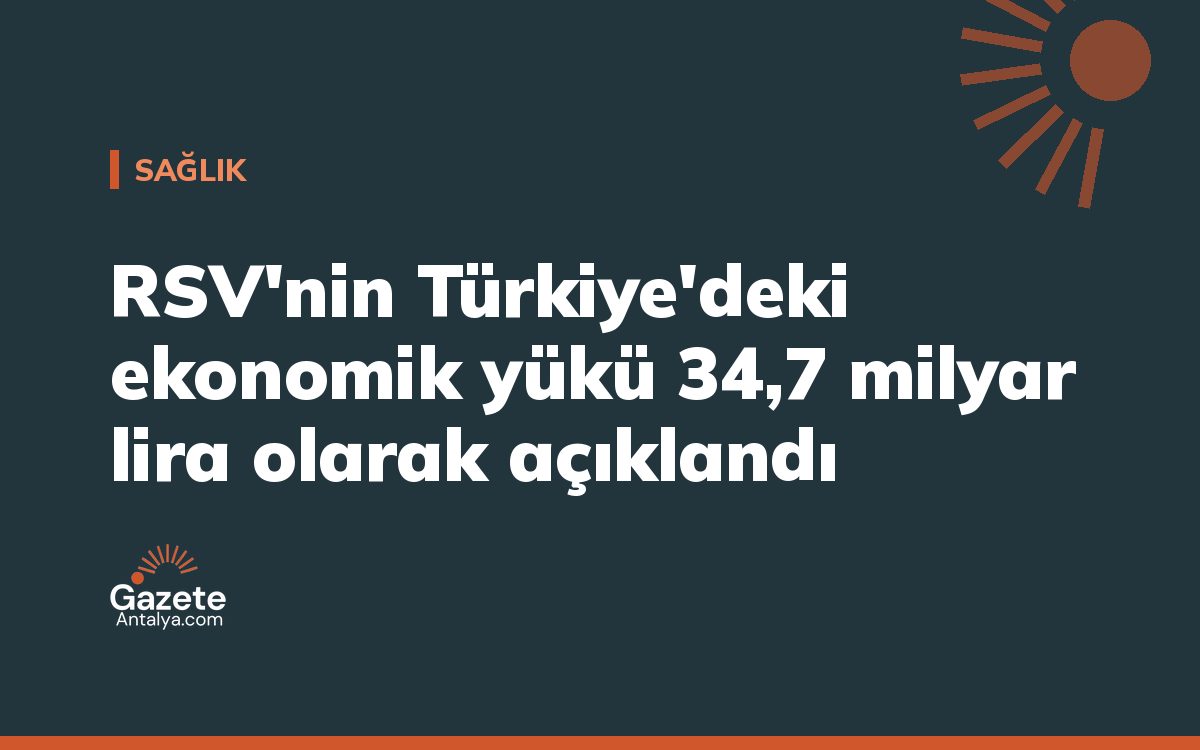 SAĞLIK
RSV'nin Türkiye'deki
ekonomik yükü 34,7 milyar
lira olarak açıklandı
Gazete
Antalya.com